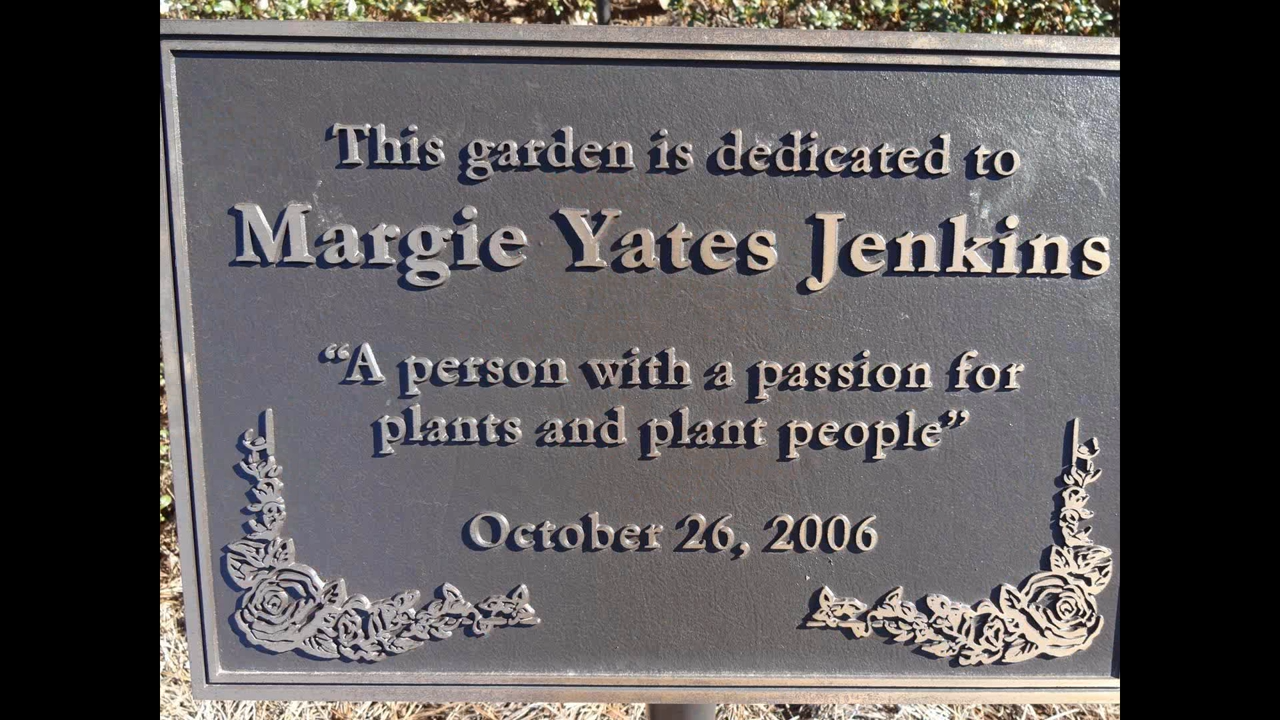 This garden is dedicated to
Margie Yates Jenkins
“A person with a passion for
plants and plant people”
October 26, 2006